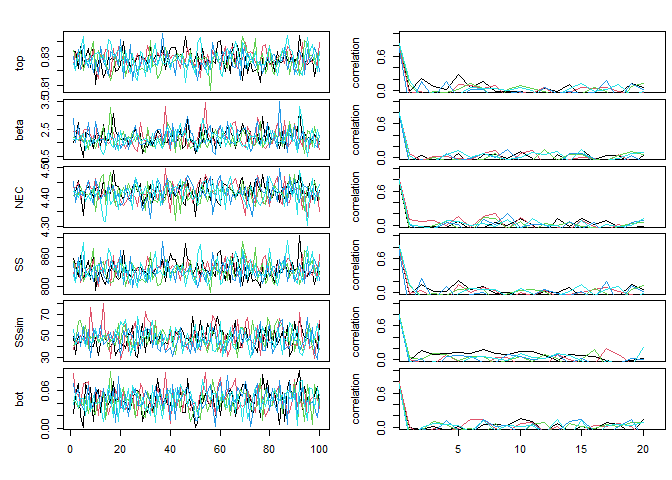 top
0.81 0.83
correlation
0.0 0.6
beta
1.5 2.5 3.5
correlation
0.0 0.6
NEC
4.30 4.40 4.50
correlation
0.0 0.6
SS
800 860
correlation
0.0 0.6
SSsim
30 50 70
correlation
0.0 0.6
bot
0.00 0.06
correlation
0.0 0.6
0 20 40 60 80 100
5 10 15 20